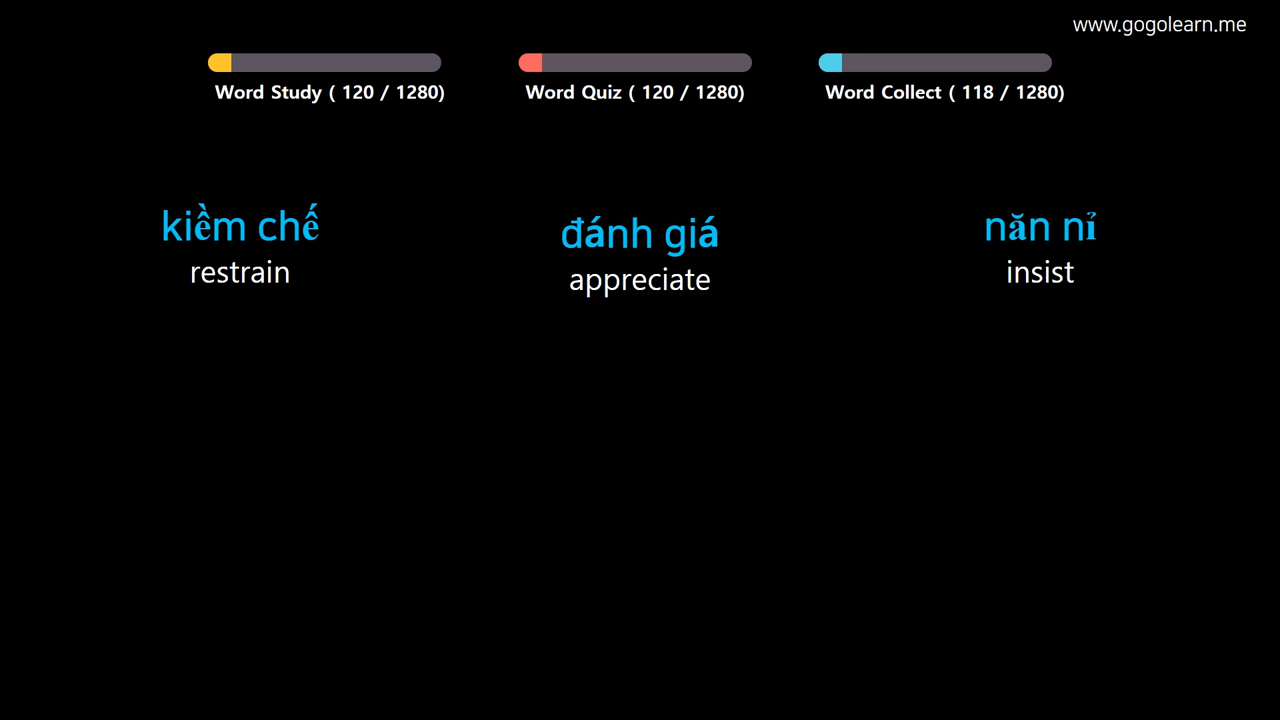 www.gogolearn.me
Word Study ( 120 / 1280)
Word Quiz ( 120 / 1280)
Word Collect ( 118 / 1280)
kiềm chế
restrain
đánh giá
appreciate
năn nỉ
insist